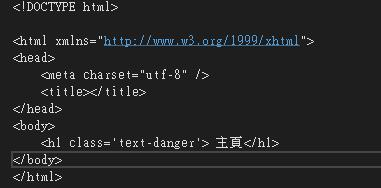 <!DOCTYPE html>
<html xmlns="http://www.w3.org/1999/xhtml">
<head>
<meta charset="utf-8" />
<title></title>
</head>
<body>
<h1 class='text-danger'> 主頁</h1>
</body>
</html>